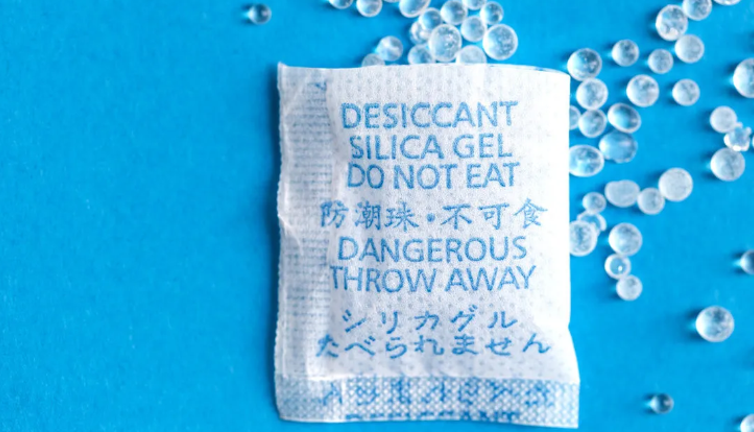 DESICCANT
SILICA GEL
DO NOT EAT
防潮珠·不可食
DANGEROUS
THROW AWAY
シリカゲル
たべられません